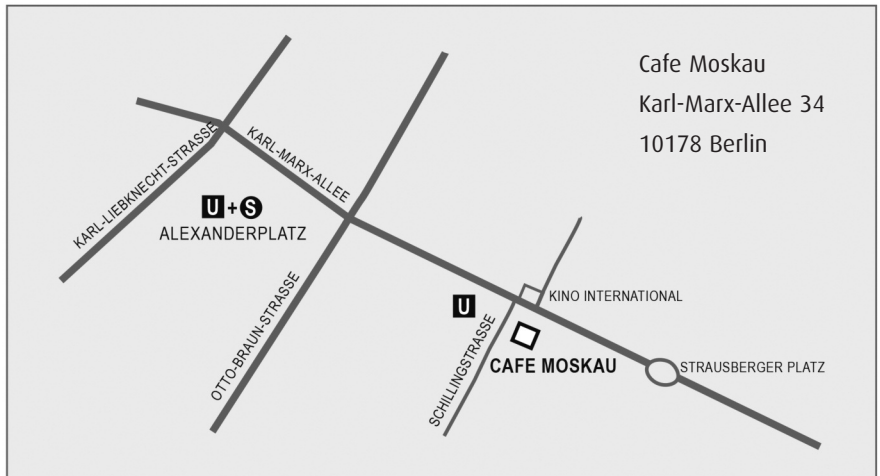 Cafe Moskau
Karl-Marx-Allee 34
10178 Berlin
KARL-LIEBKNECHT-STRASSE
KARL-MARX-ALLEE
U + S
ALEXANDERPLATZ
OTTO-BRAUN-STRASSE
U
SCHILLINGSTRASSE
KINO INTERNATIONAL
CAFE MOSKAU
STRAUSBERGER PLATZ